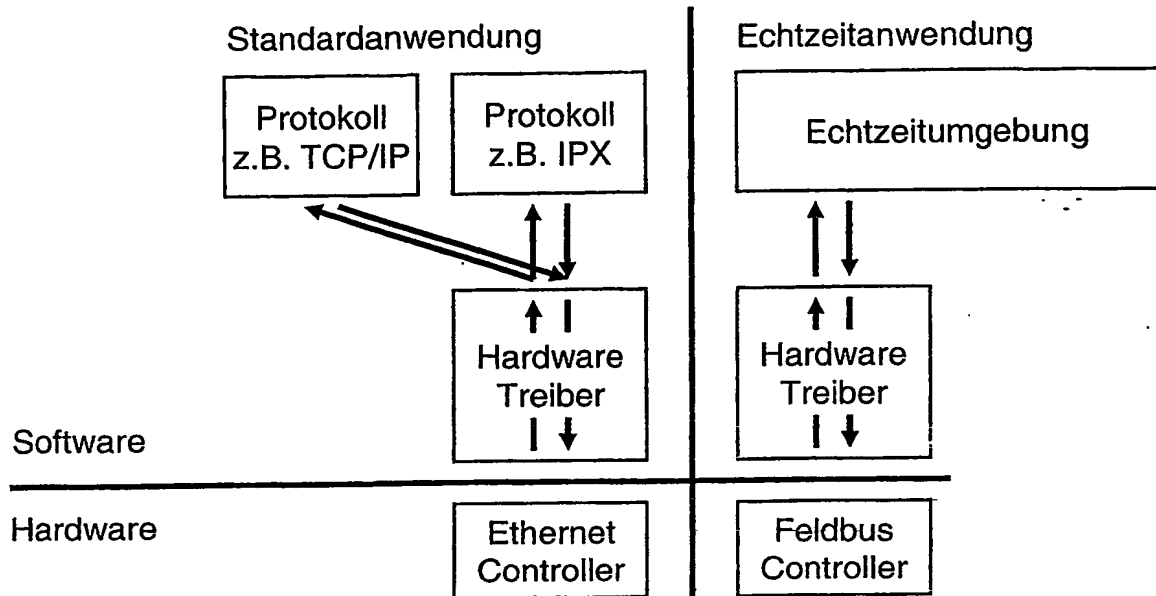 Standardanwendung
Echtzeitanwendung
Protokoll
z.B. TCP/IP
Protokoll
z.B. IPX
Echtzeitumgebung
Hardware
Treiber
Hardware
Treiber
Software
Hardware
Ethernet
Controller
Feldbus
Controller